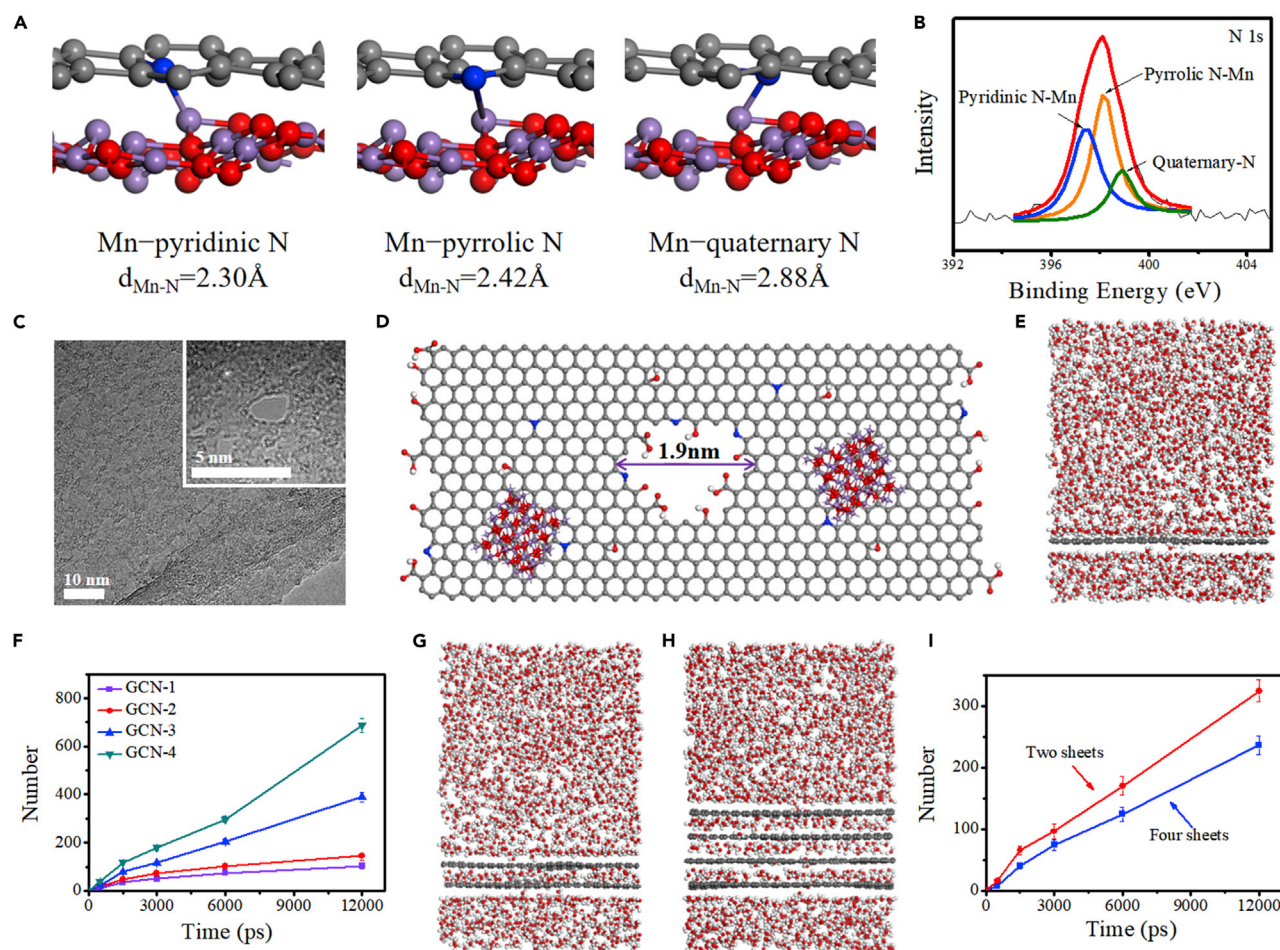 A
Mn−pyridinic N
dMn-N=2.30Å
Mn−pyrrolic N
dMn-N=2.42Å
Mn−quaternary N
dMn-N=2.88Å
B
N 1s
Pyrrolic N-Mn
Pyridinic N-Mn
Quaternary-N
Intensity
392 396 400 404
Binding Energy (eV)
C
5 nm
10 nm
D
1.9nm
E
F
GCN-1
GCN-2
GCN-3
GCN-4
800
600
400
200
0
Number
0 3000 6000 9000 12000
Time (ps)
G
H
I
300
200
100
0
Number
Two sheets
Four sheets
0 3000 6000 9000 12000
Time (ps)